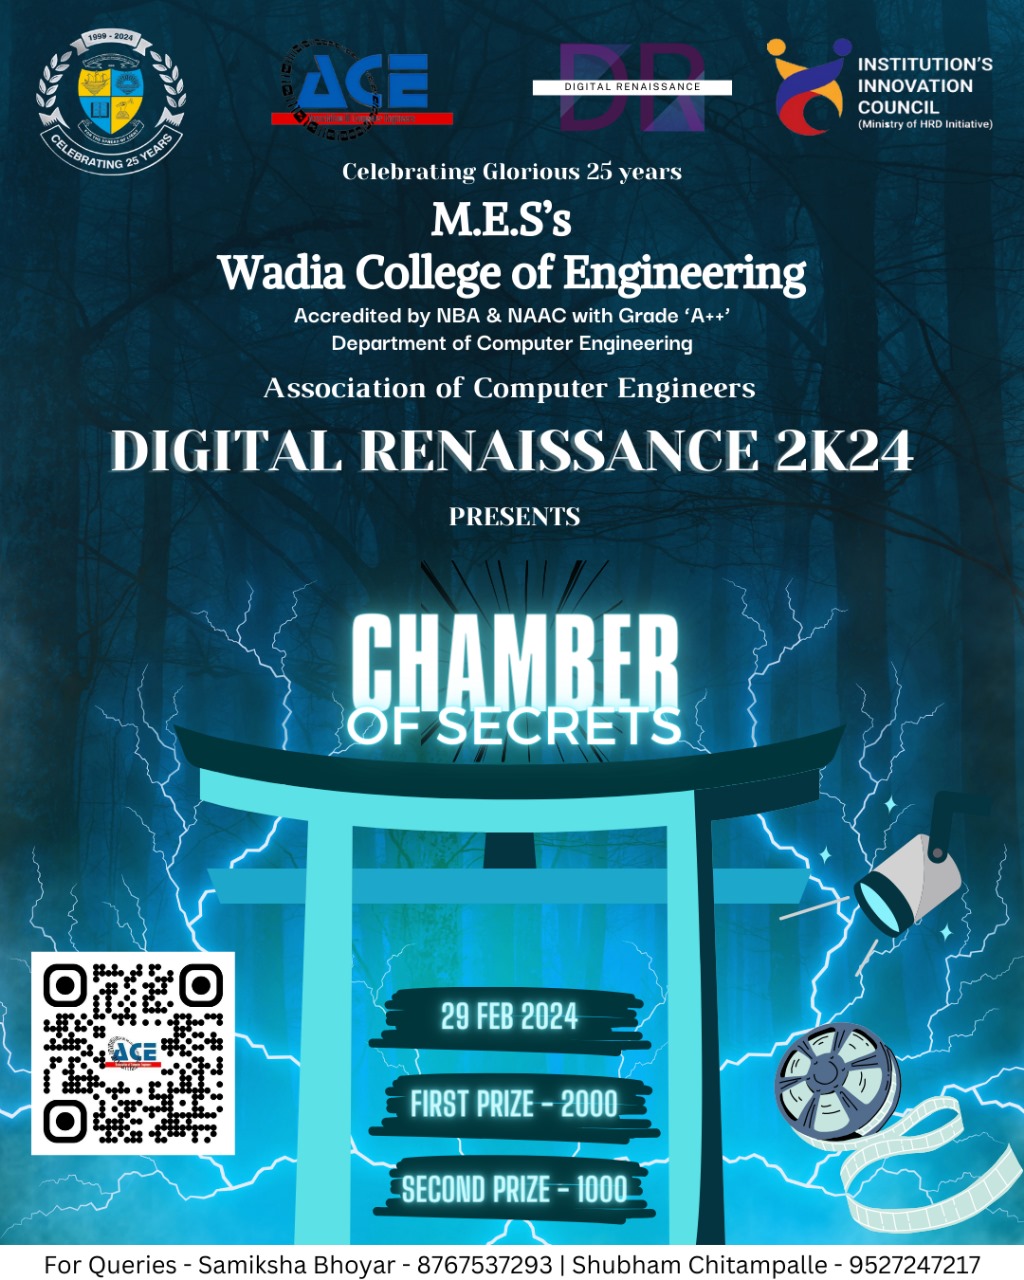 1999 - 2024
CELEBRATING 25 YEARS
ACE
DR
DIGITAL RENAISSANCE
INSTITUTION'S
INNOVATION
COUNCIL
(Ministry of HRD Initiative)
Celebrating Glorious 25 years
M.E.S's
Wadia College of Engineering
Accredited by NBA & NAAC with Grade ‘A++’
Department of Computer Engineering
Association of Computer Engineers
DIGITAL RENAISSANCE 2K24
PRESENTS
CHAMBER
OF SECRETS
29 FEB 2024
FIRST PRIZE - 2000
SECOND PRIZE - 1000
ACE
For Queries - Samiksha Bhoyar - 8767537293 | Shubham Chitampalle - 9527247217